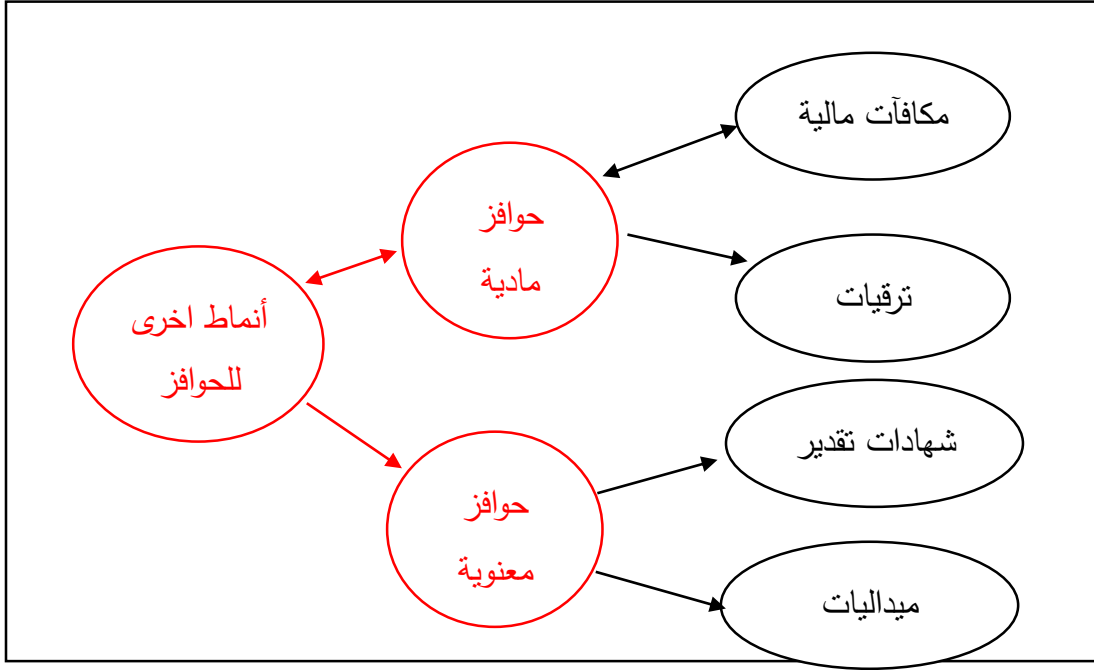 أنماط اخرى
للحوافز
حوافز
مادية
مكافآت مالية
ترقيات
حوافز
معنوية
شهادات تقدير
ميداليات